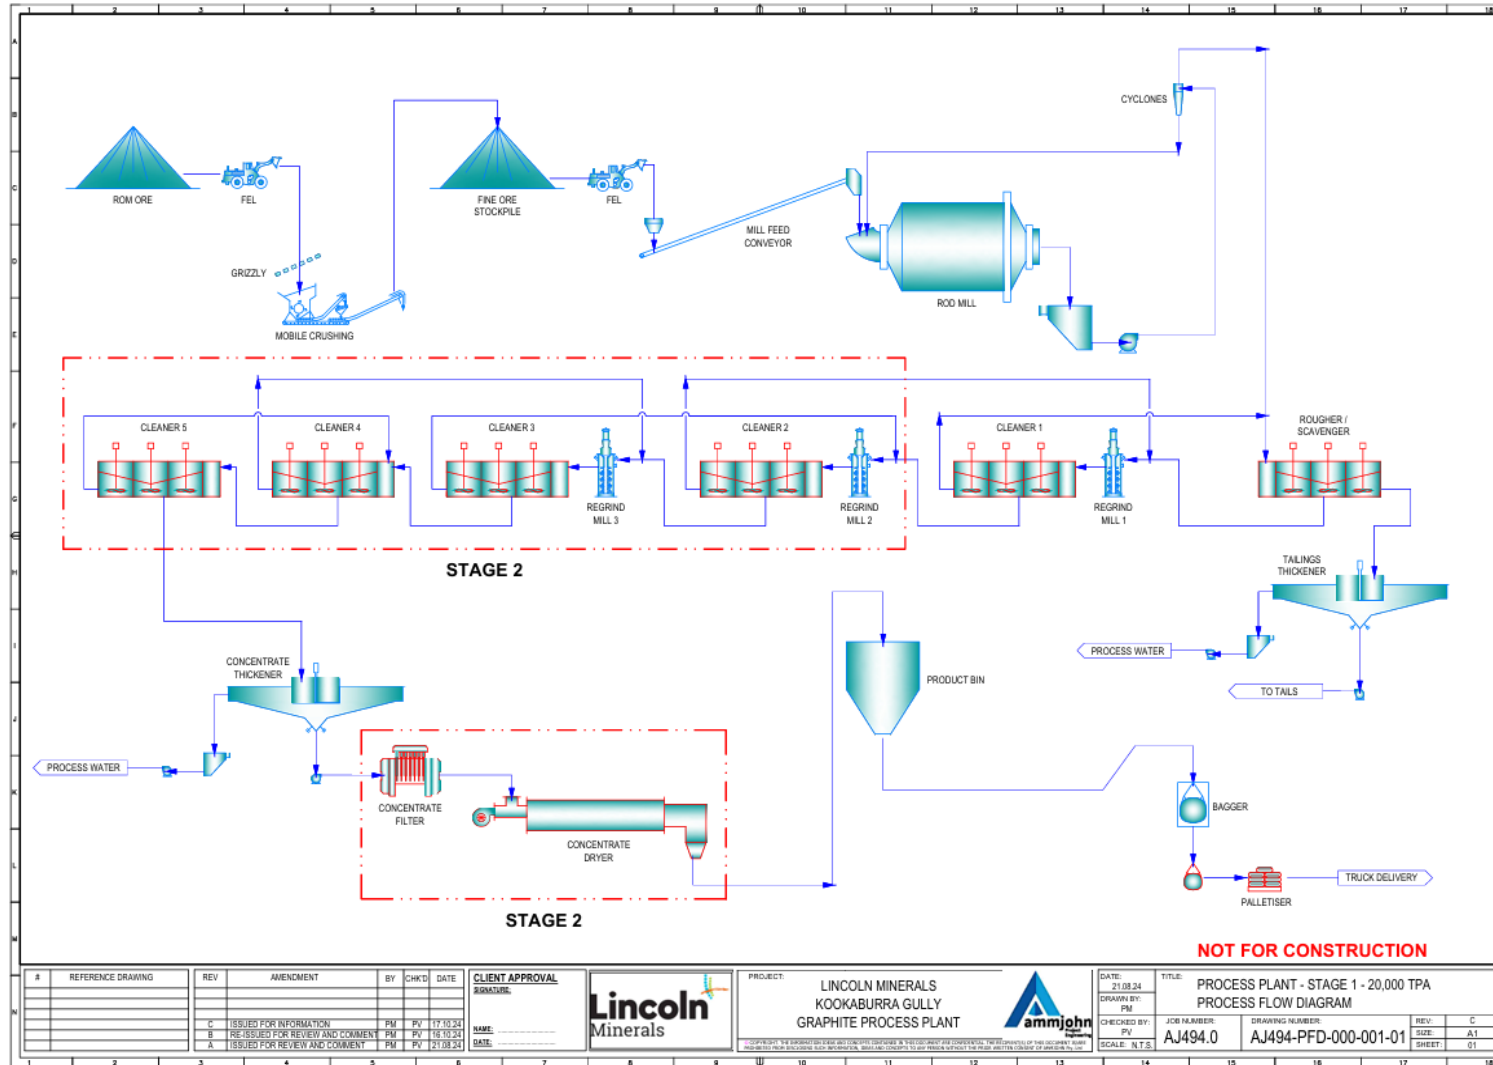 CYCLONES
ROM ORE
FEL
FINE ORE
STOCKPILE
FEL
MILL FEED
CONVEYOR
GRIZZLY
MOBILE CRUSHING
ROD MILL
CLEANER 5
CLEANER 4
CLEANER 3
CLEANER 2
CLEANER 1
ROUGHER /
SCAVENGER
REGRIND
MILL 3
REGRIND
MILL 2
REGRIND
MILL 1
STAGE 2
TAILINGS
THICKENER
PROCESS WATER
TO TAILS
CONCENTRATE
THICKENER
PROCESS WATER
PRODUCT BIN
CONCENTRATE
FILTER
CONCENTRATE
DRYER
STAGE 2
BAGGER
PALLETISER
TRUCK DELIVERY
NOT FOR CONSTRUCTION
# REFERENCE DRAWING
REV AMENDMENT BY CHK'D DATE
C ISSUED FOR INFORMATION PM PV 17.10.24
B RE-ISSUED FOR REVIEW AND COMMENT PM PV 16.10.24
A ISSUED FOR REVIEW AND COMMENT PM PV 21.08.24
CLIENT APPROVAL
SIGNATURE:
NAME:
DATE:
Lincoln
Minerals
PROJECT:
LINCOLN MINERALS
KOOKABURRA GULLY
GRAPHITE PROCESS PLANT
ammjohn
Project
Engineering
DATE:
21.08.24
DRAWN BY:
PM
CHECKED BY:
PV
SCALE: N.T.S.
TITLE:
PROCESS PLANT - STAGE 1 - 20,000 TPA
PROCESS FLOW DIAGRAM
JOB NUMBER:
AJ494.0
DRAWING NUMBER:
AJ494-PFD-000-001-01
REV: C
SIZE: A1
SHEET: 01